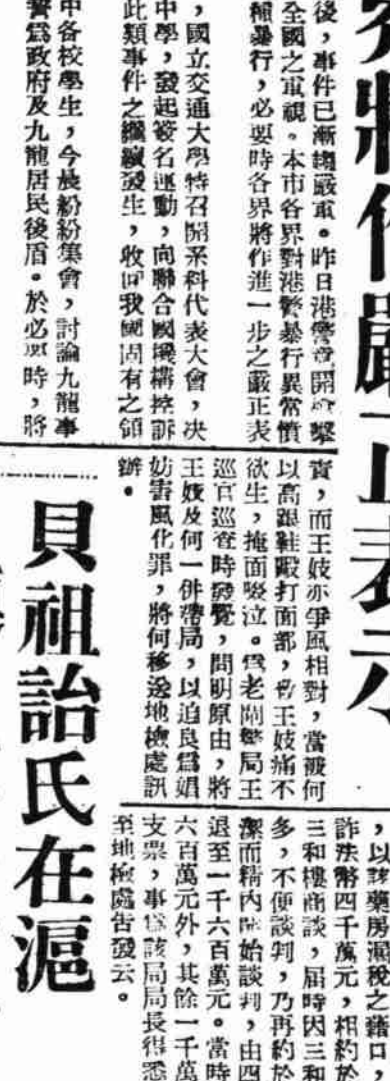 後，事件已漸趨嚴重。昨日港警竟開槍擊
全國之重視。本市各界對港警暴行異常憤
種暴行，必要時各界將作進一步之嚴正表
，國立交通大學特召開系科代表大會，決
中學，發起簽名運動，向聯合國機構控訴
此類事件之繼續發生，收回我國固有之領
中各校學生，今晨紛紛集會，討論九龍事
誓為政府及九龍居民後盾。於必要時，將
將作嚴正表
責，而王妓亦爭風相對，當被何
以高跟鞋毆打面部，王妓痛不
欲生，掩面啜泣。為老閘警局王
巡官巡查時發覺，問明原由，將
王妓及何一併帶局，以迫良為娼
妨害風化罪，將何移送地檢處訊
辦。
貝祖詒氏在滬
，以該藥房漏稅之藉口，
詐法幣四千萬元，相約於
三和樓商談，屆時因三和
多，不便談判，乃再約於
潔而精內開始談判，由四
退至一千六百萬元。當時
六百萬元外，其餘一千萬
支票，事為該局局長得悉
至地檢處告發云。